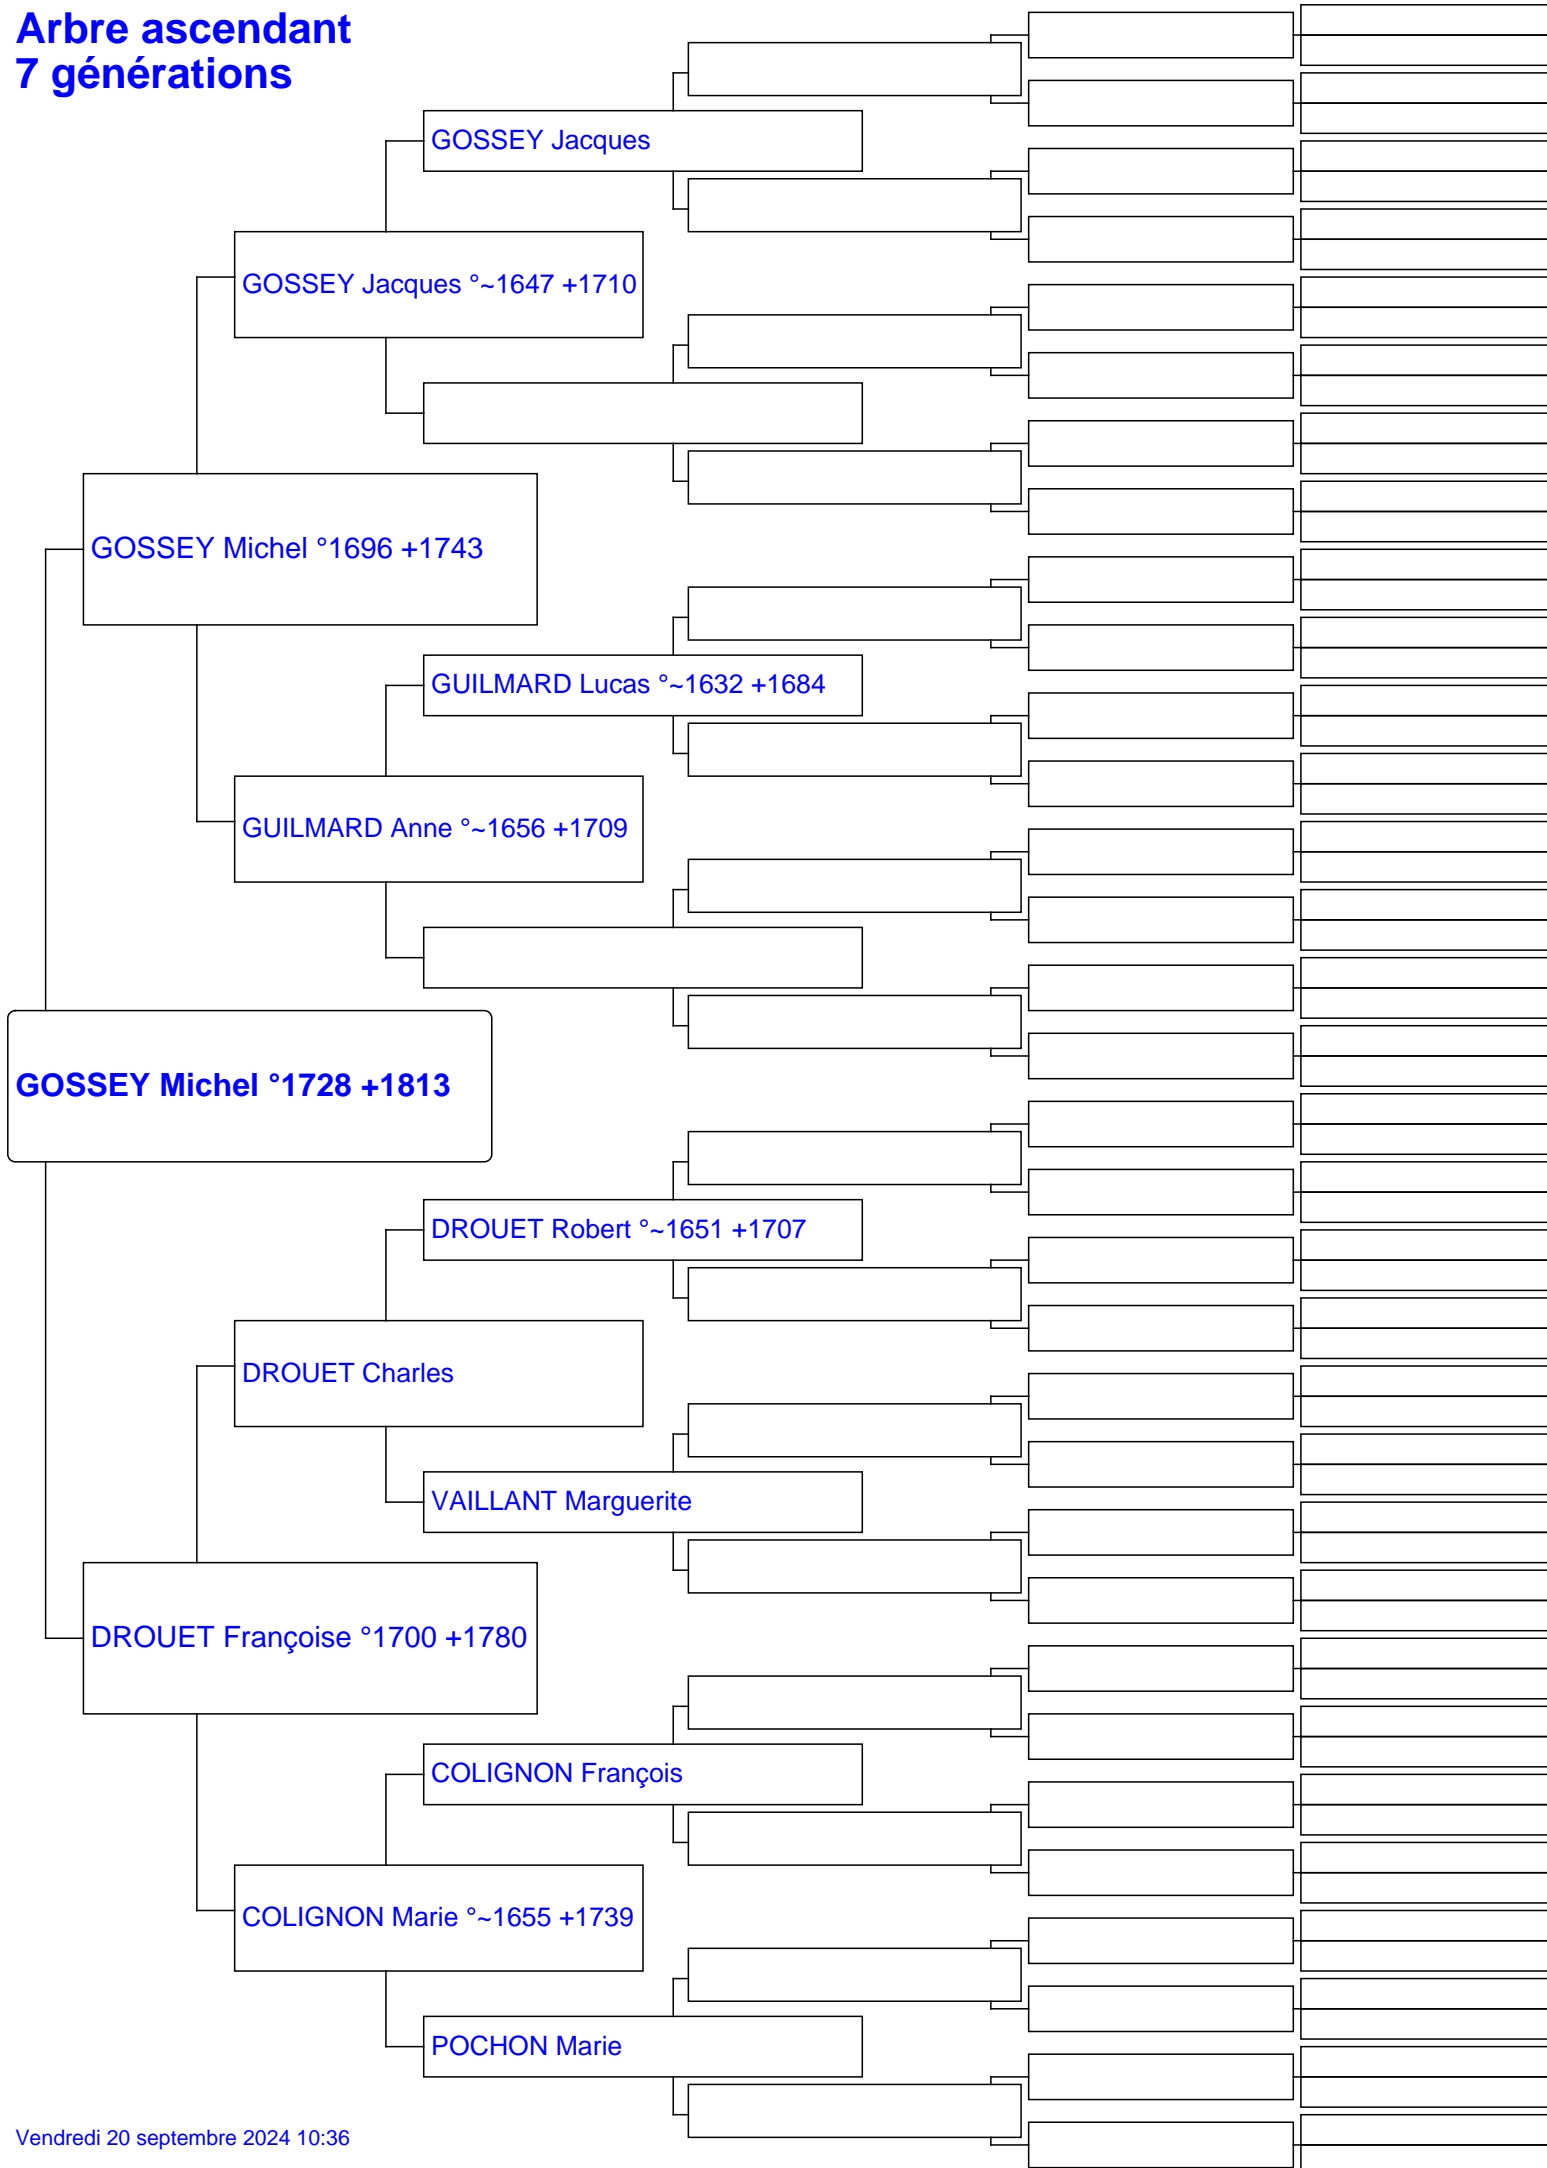 Arbre ascendant
7 générations
GOSSEY Jacques
GOSSEY Jacques °~1647 +1710
GOSSEY Michel °1696 +1743
GUILMARD Lucas °~1632 +1684
GUILMARD Anne °~1656 +1709
GOSSEY Michel °1728 +1813
DROUET Robert °~1651 +1707
DROUET Charles
VAILLANT Marguerite
DROUET Françoise °1700 +1780
COLIGNON François
COLIGNON Marie °~1655 +1739
POCHON Marie
Vendredi 20 septembre 2024 10:36